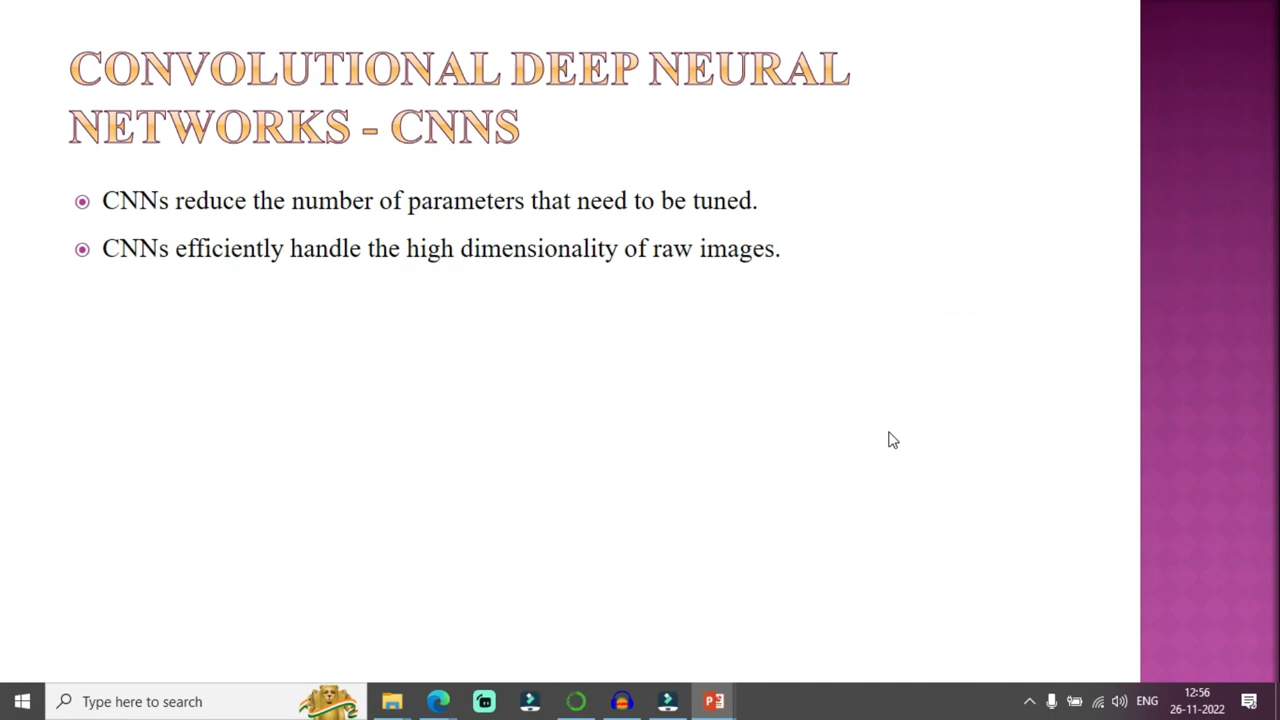 CONVOLUTIONAL DEEP NEURAL
NETWORKS - CNNS
CNNs reduce the number of parameters that need to be tuned.
CNNs efficiently handle the high dimensionality of raw images.
Type here to search
ENG
12:56
26-11-2022